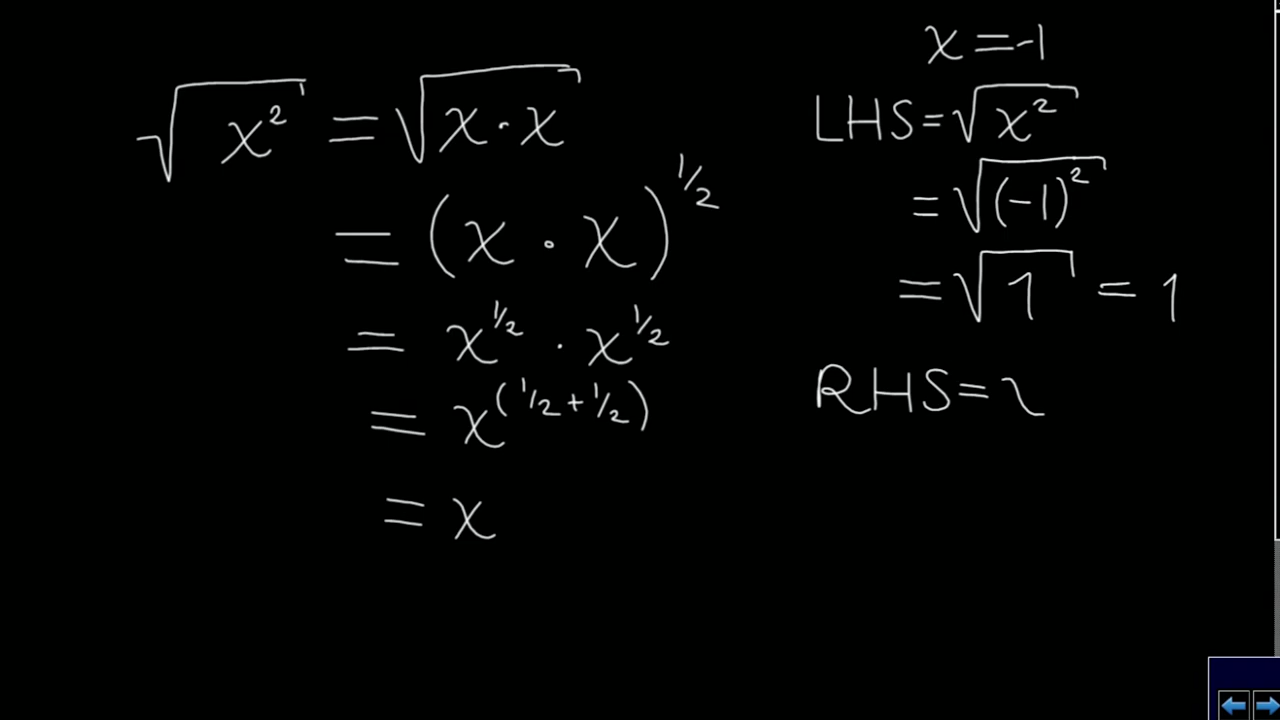 √x² = √x·x
= (x · x)^1/2
= x^1/2 · x^1/2
= x^(1/2+1/2)
= x
x = -1
LHS = √x²
= √(-1)²
= √1 = 1
RHS =